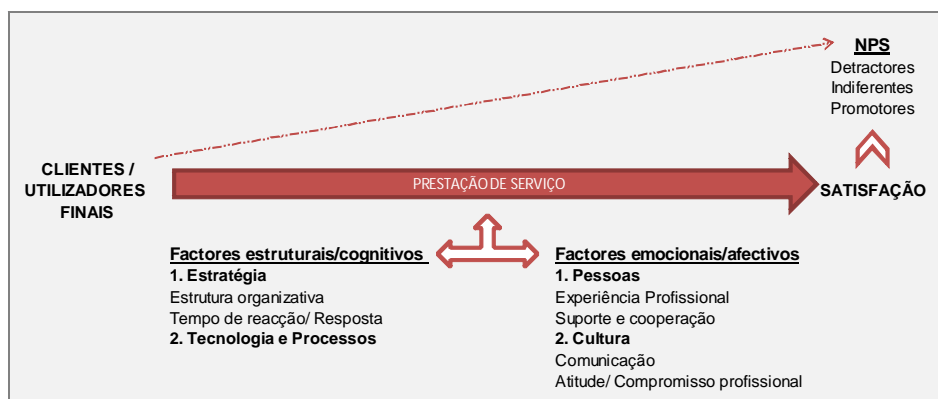 NPS
Detractores
Indiferentes
Promotores
CLIENTES /
UTILIZADORES
FINAIS
PRESTAÇÃO DE SERVIÇO
SATISFAÇÃO
Factores estruturais/cognitivos
1. Estratégia
Estrutura organizativa
Tempo de reacção/ Resposta
2. Tecnologia e Processos
Factores emocionais/afectivos
1. Pessoas
Experiência Profissional
Suporte e cooperação
2. Cultura
Comunicação
Atitude/ Compromisso profissional